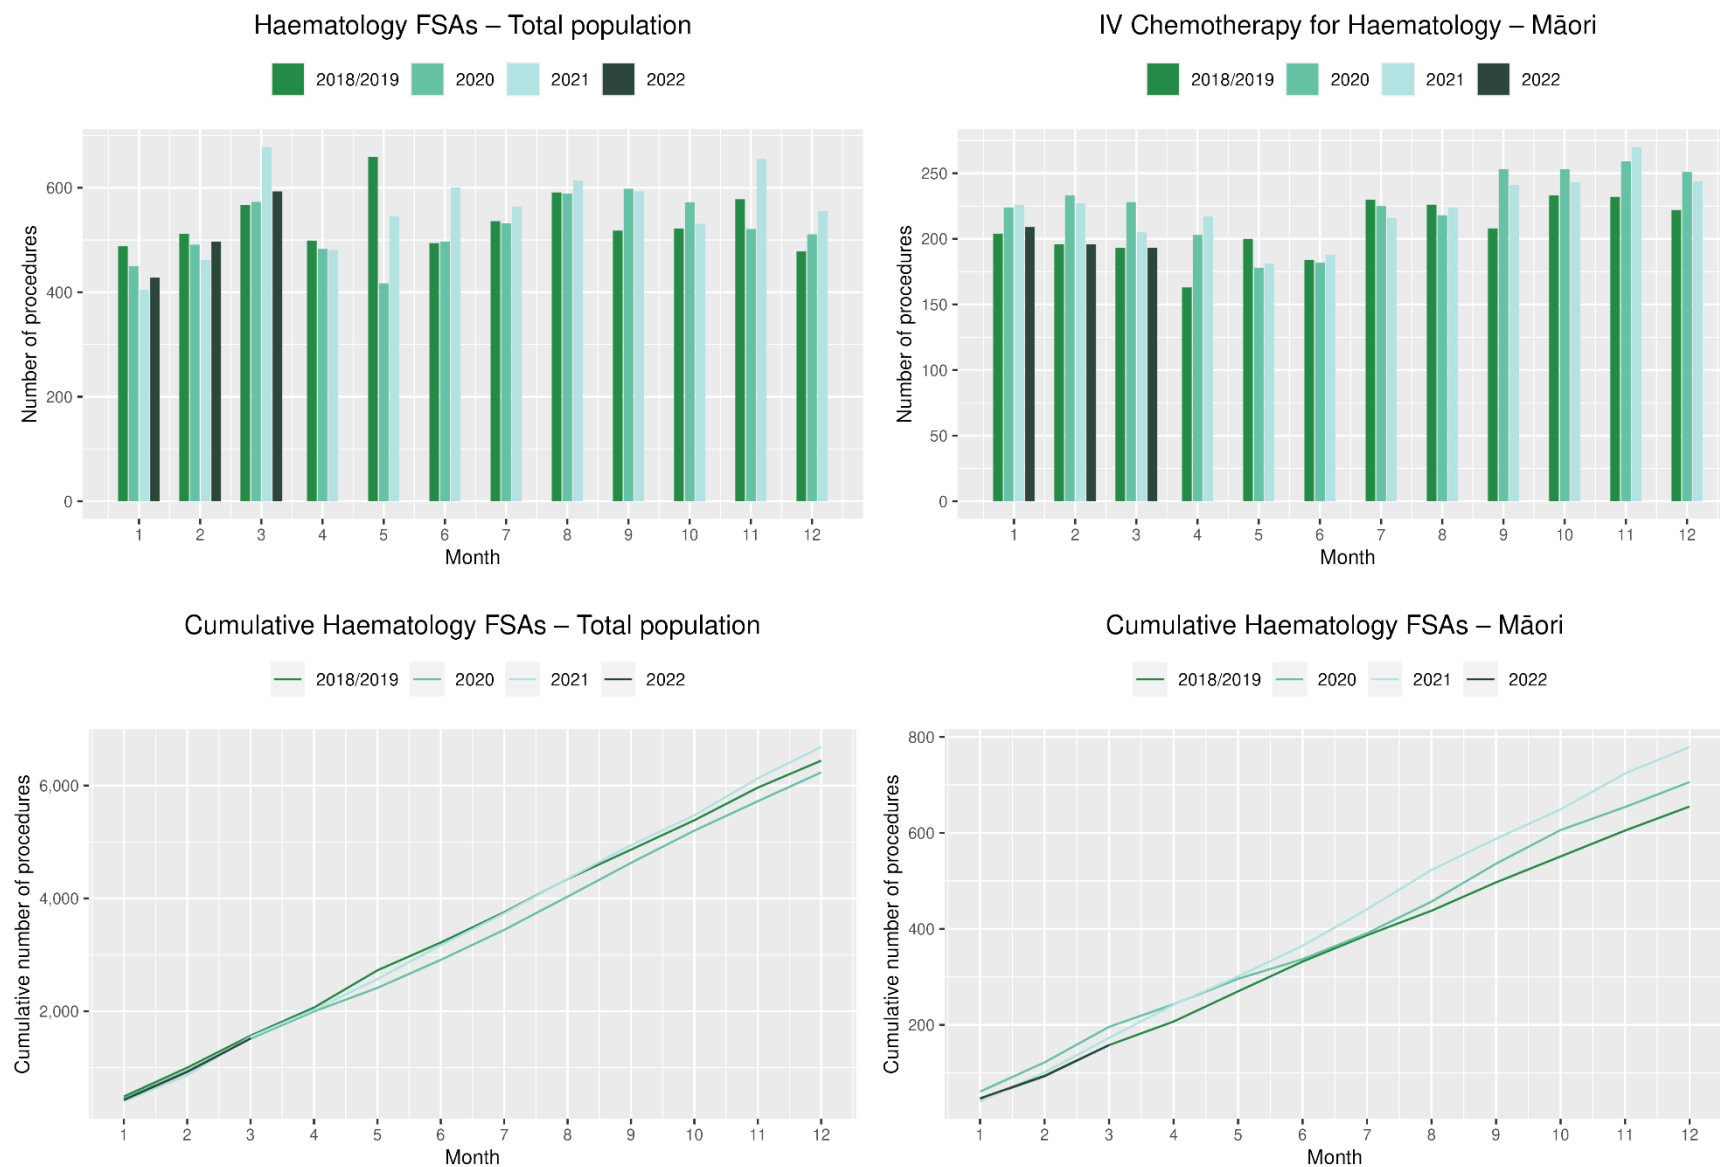 Haematology FSAs – Total population
2018/2019 2020 2021 2022
Number of procedures
600
400
200
0
1 2 3 4 5 6 7 8 9 10 11 12
Month
IV Chemotherapy for Haematology – Māori
2018/2019 2020 2021 2022
Number of procedures
250
200
150
100
50
0
1 2 3 4 5 6 7 8 9 10 11 12
Month
Cumulative Haematology FSAs – Total population
2018/2019 2020 2021 2022
Cumulative number of procedures
6,000
4,000
2,000
1 2 3 4 5 6 7 8 9 10 11 12
Month
Cumulative Haematology FSAs – Māori
2018/2019 2020 2021 2022
Cumulative number of procedures
800
600
400
200
1 2 3 4 5 6 7 8 9 10 11 12
Month